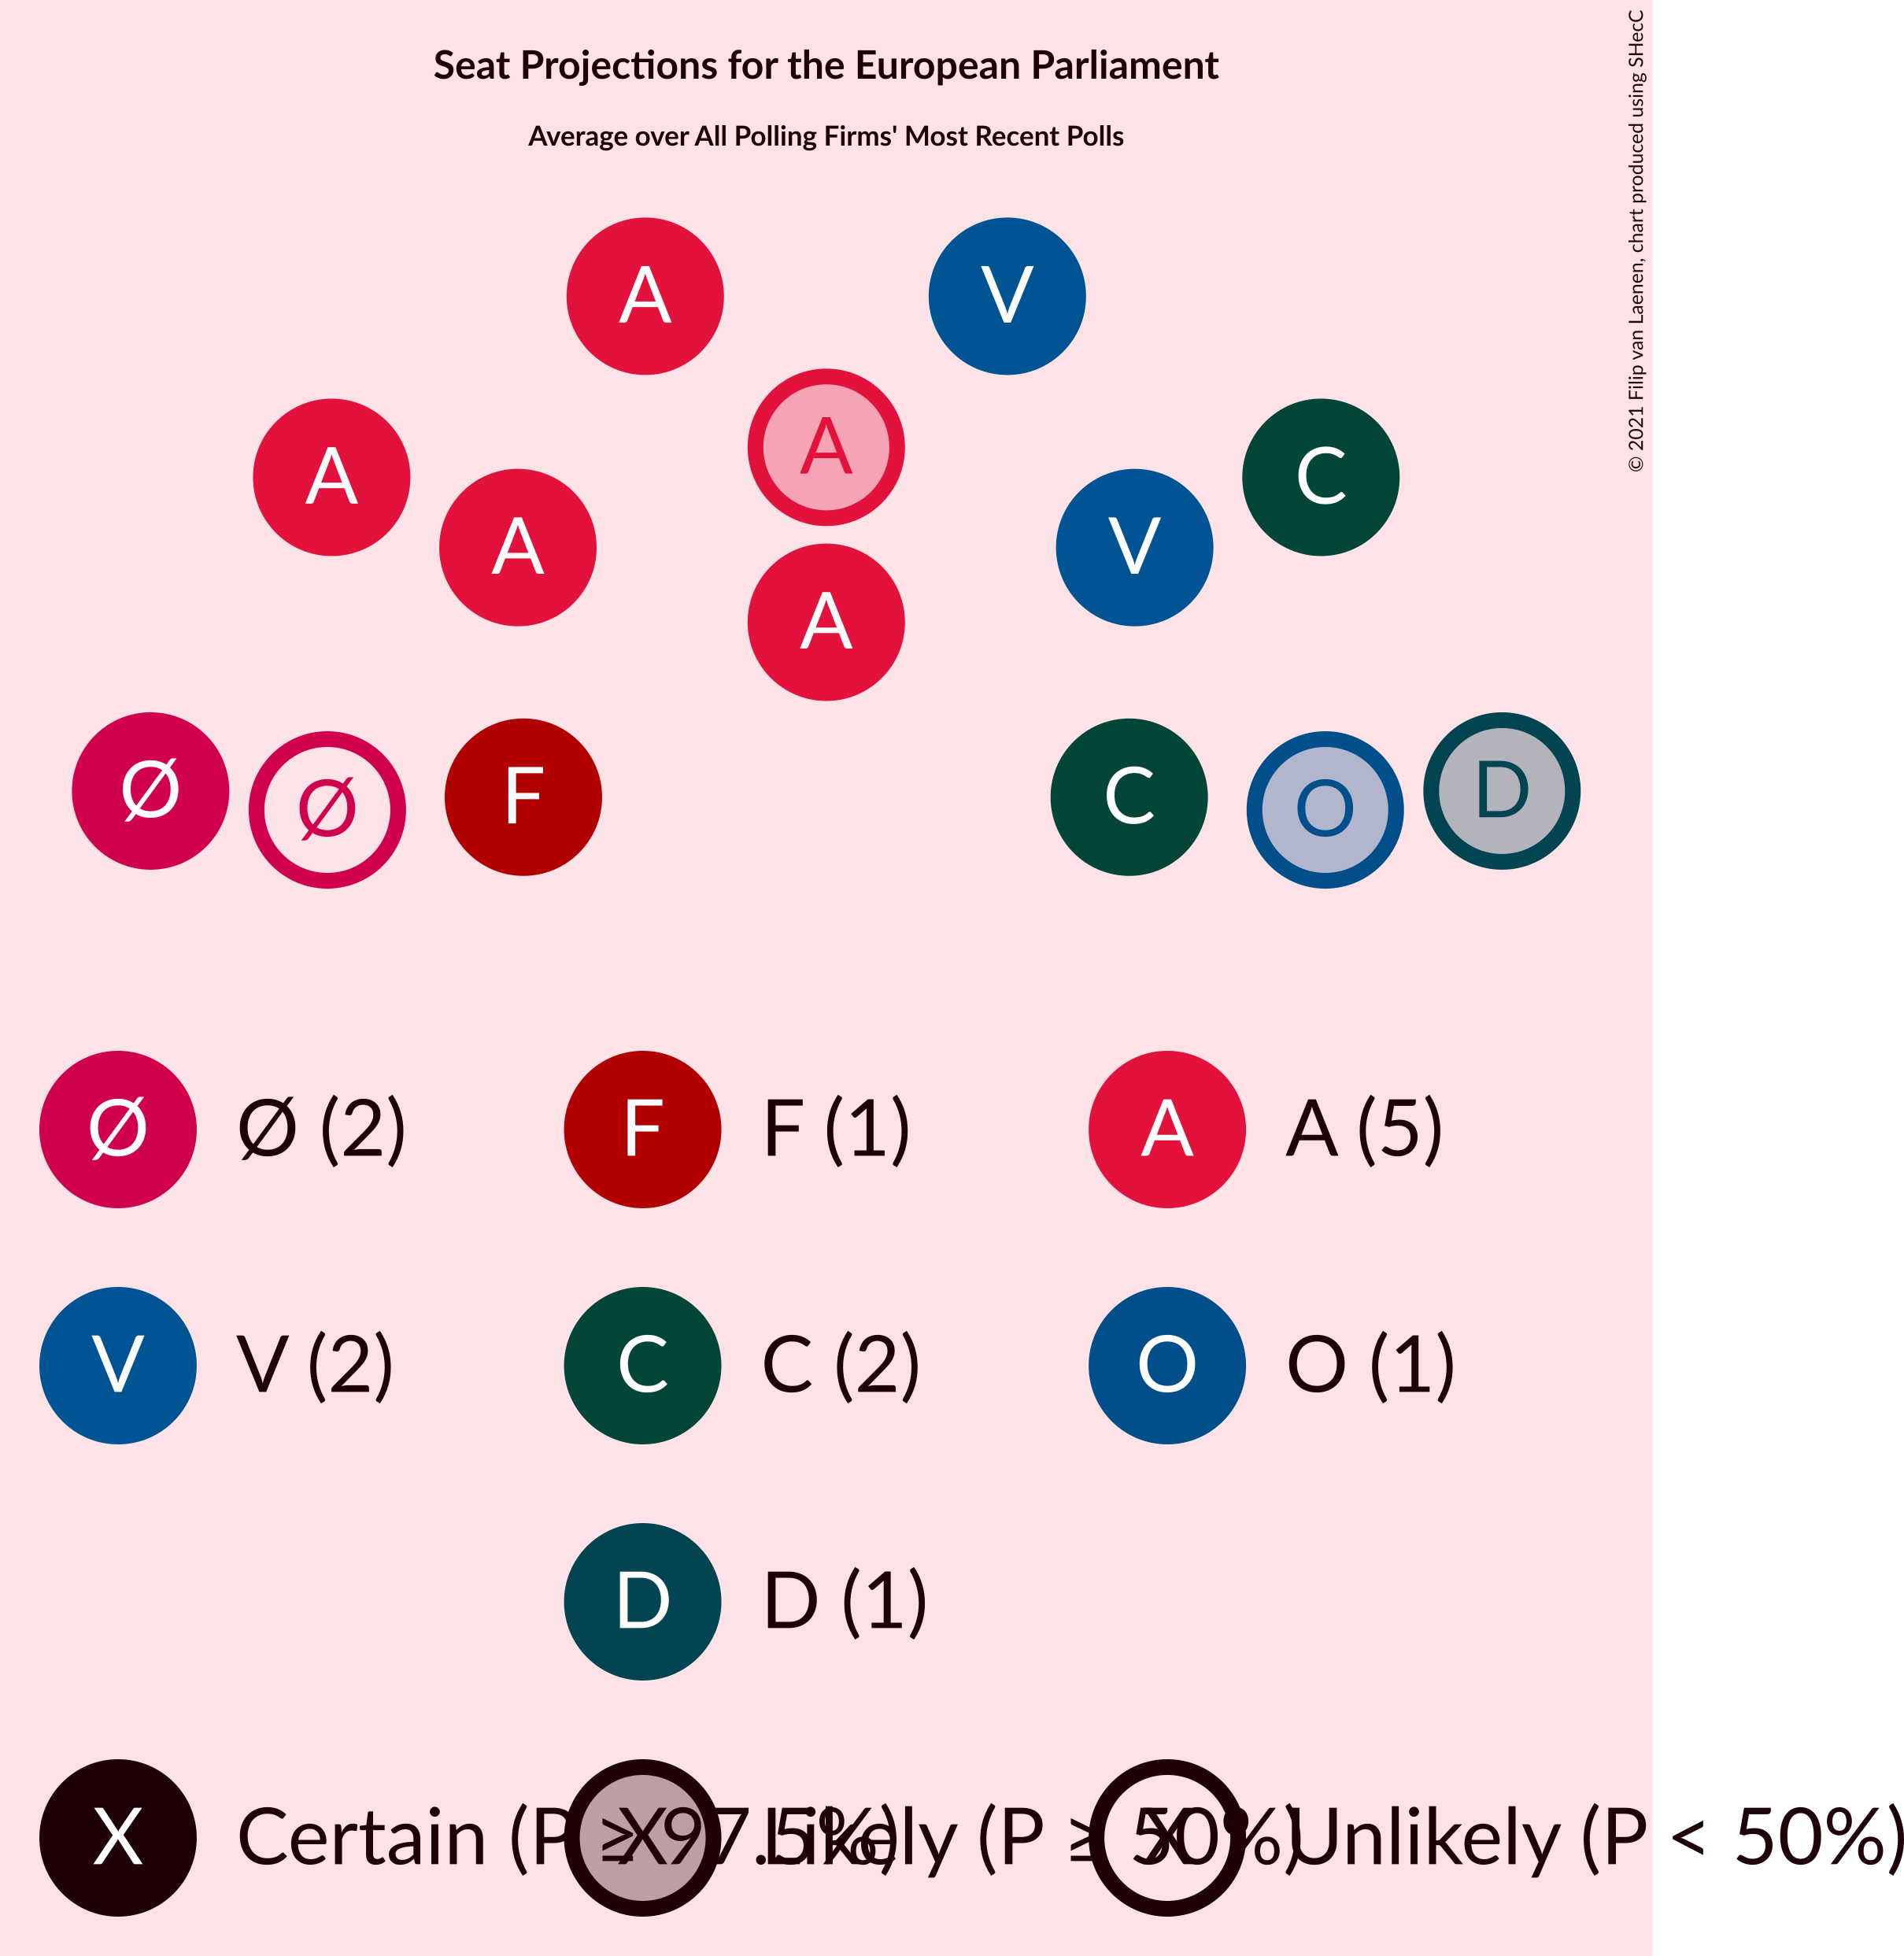 Seat Projections for the European Parliament
Average over All Polling Firms' Most Recent Polls
© 2021 Filip van Laenen, chart produced using SHecC
A V
A
A C
A V
A
Ø D
F C
Ø O
Ø Ø (2) F F (1) A A (5)
V V (2) C C (2) O O (1)
D D (1)
X Certain (P ≥ 97.5%) X Likely (P ≥ 50%) X Unlikely (P < 50%)